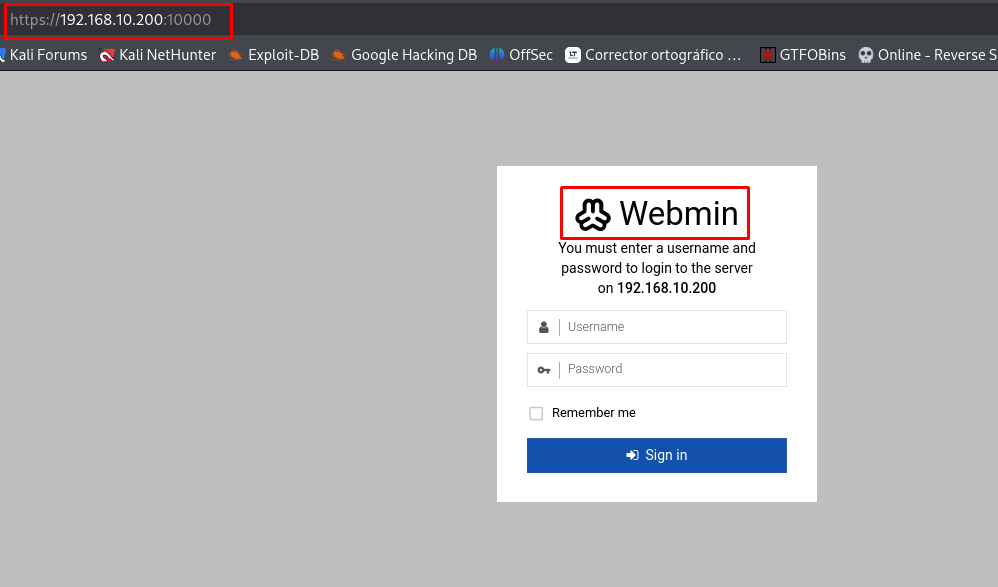 https://192.168.10.200:10000
Kali Forums Kali NetHunter Exploit-DB Google Hacking DB OffSec LT Corrector ortográfico ... GTFOBins Online - Reverse S
Webmin
You must enter a username and
password to login to the server
on 192.168.10.200
Username
Password
Remember me
Sign in